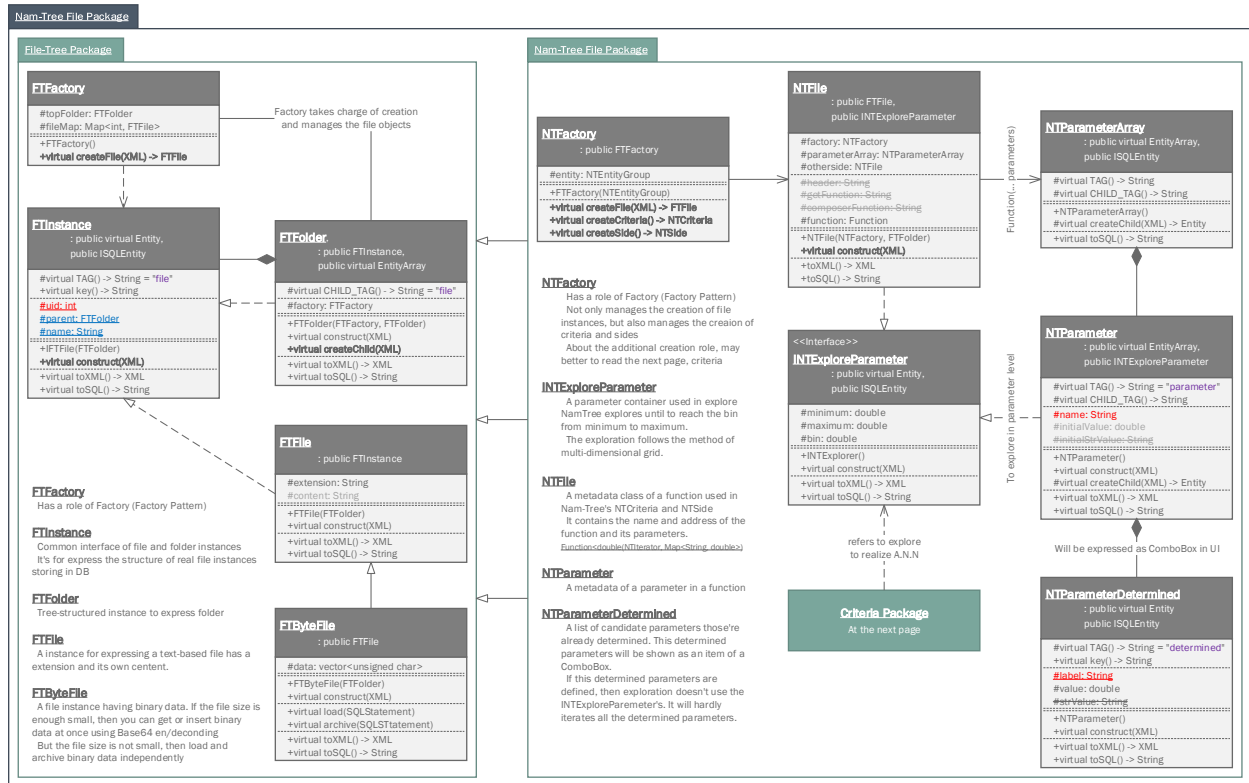 Nam-Tree File Package
File-Tree Package
FTFactory
#topFolder: FTFolder
#fileMap: Map<int, FTFile>
+FTFactory()
+virtual createFile(XML) -> FTFile
Factory takes charge of creation
and manages the file objects
FTInstance
: public virtual Entity,
public ISQLEntity
#virtual TAG() -> String = "file"
+virtual key() -> String
#uid: int
#parent: FTFolder
#name: String
+IFTFile(FTFolder)
+virtual construct(XML)
+virtual toXML() -> XML
+virtual toSQL() -> String
FTFolder
: public FTInstance,
public virtual EntityArray
#virtual CHILD_TAG() -> String = "file"
#factory: FTFactory
+FTFolder(FTFactory, FTFolder)
+virtual construct(XML)
+virtual createChild(XML)
+virtual toXML() -> XML
+virtual toSQL() -> String
FTFile
: public FTInstance
#extension: String
#content: String
+FTFile(FTFolder)
+virtual construct(XML)
+virtual toXML() -> XML
+virtual toSQL() -> String
FTByteFile
: public FTFile
#data: vector<unsigned char>
+FTByteFile(FTFolder)
+virtual construct(XML)
+virtual load(SQLStatement)
+virtual archive(SQLSTtatement)
+virtual toXML() -> XML
+virtual toSQL() -> String
FTFactory
Has a role of Factory (Factory Pattern)
FTInstance
Common interface of file and folder instances
It's for express the structure of real file instances
storing in DB
FTFolder
Tree-structured instance to express folder
FTFile
A instance for expressing a text-based file has a
extension and its own centent.
FTByteFile
A file instance having binary data. If the file size is
enough small, then you can get or insert binary
data at once using Base64 en/deconding
But the file size is not small, then load and
archive binary data independently
Nam-Tree File Package
NTFactory
: public FTFactory
#entity: NTEntityGroup
+FTFactory(NTEntityGroup)
+virtual createFile(XML) -> FTFile
+virtual createCriteria() -> NTCriteria
+virtual createSide() -> NTSide
NTFactory
Has a role of Factory (Factory Pattern)
Not only manages the creation of file
instances, but also manages the creaion of
criteria and sides
About the additional creation role, may
better to read the next page, criteria
INTExploreParameter
A parameter container used in explore
NamTree explores until to reach the bin
from minimum to maximum.
The exploration follows the method of
multi-dimensional grid.
NTFile
A metadata class of a function used in
Nam-Tree's NTCriteria and NTSide
It contains the name and address of the
function and its parameters.
Function<double(NTIterator, Map<String, double>)
NTParameter
A metadata of a parameter in a function
NTParameterDetermined
A list of candidate parameters those're
already determined. This determined
parameters will be shown as an item of a
ComboBox.
If this determined parameters are
defined, then exploration doesn't use the
INTExploreParemeter's. It will hardly
iterates all the determined parameters.
NTFile
: public FTFile,
public INTExploreParameter
#factory: NTFactory
#parameterArray: NTParameterArray
#otherside: NTFile
#header: String
#getFunction: String
#composerFunction: String
#function: Function
+NTFile(NTFactory, FTFolder)
+virtual construct(XML)
+toXML() -> XML
+toSQL() -> String
Function(... parameters)
<<Interface>>
INTExploreParameter
: public virtual Entity,
public ISQLEntity
#minimum: double
#maximum: double
#bin: double
+INTExplorer()
+virtual construct(XML)
+virtual toXML() -> XML
+virtual toSQL() -> String
refers to explore
to realize A.N.N
Criteria Package
At the next page
To explore in parameter level
NTParameterArray
: public virtual EntityArray,
public ISQLEntity
#virtual TAG() -> String
#virtual CHILD_TAG() -> String
+NTParameterArray()
+virtual createChild(XML) -> Entity
+virtual toSQL() -> String
NTParameter
: public virtual EntityArray,
public INTExploreParameter
#virtual TAG() -> String = "parameter"
#virtual CHILD_TAG() -> String
#name: String
#initialValue: double
#initialStrValue: String
+NTParameter()
+virtual construct(XML)
#virtual createChild(XML) -> Entity
+virtual toXML() -> XML
+virtual toSQL() -> String
Will be expressed as ComboBox in UI
NTParameterDetermined
: public virtual Entity
public ISQLEntity
#virtual TAG() -> String = "determined"
+virtual key() -> String
#label: String
#value: double
#strValue: String
+NTParameter()
+virtual construct(XML)
+virtual toXML() -> XML
+virtual toSQL() -> String